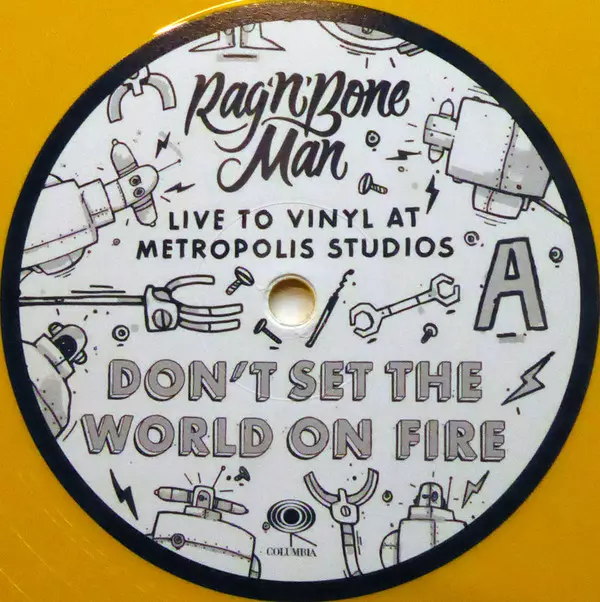 Rag'n'Bone
Man
LIVE TO VINYL AT
METROPOLIS STUDIOS
A
DON'T SET THE
WORLD ON FIRE
COLUMBIA